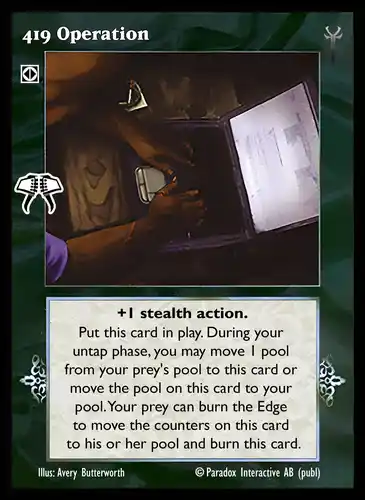 419 Operation
+1 stealth action.
Put this card in play. During your
untap phase, you may move 1 pool
from your prey's pool to this card or
move the pool on this card to your
pool. Your prey can burn the Edge
to move the counters on this card
to his or her pool and burn this card.
Illus: Avery Butterworth
© Paradox Interactive AB (publ)